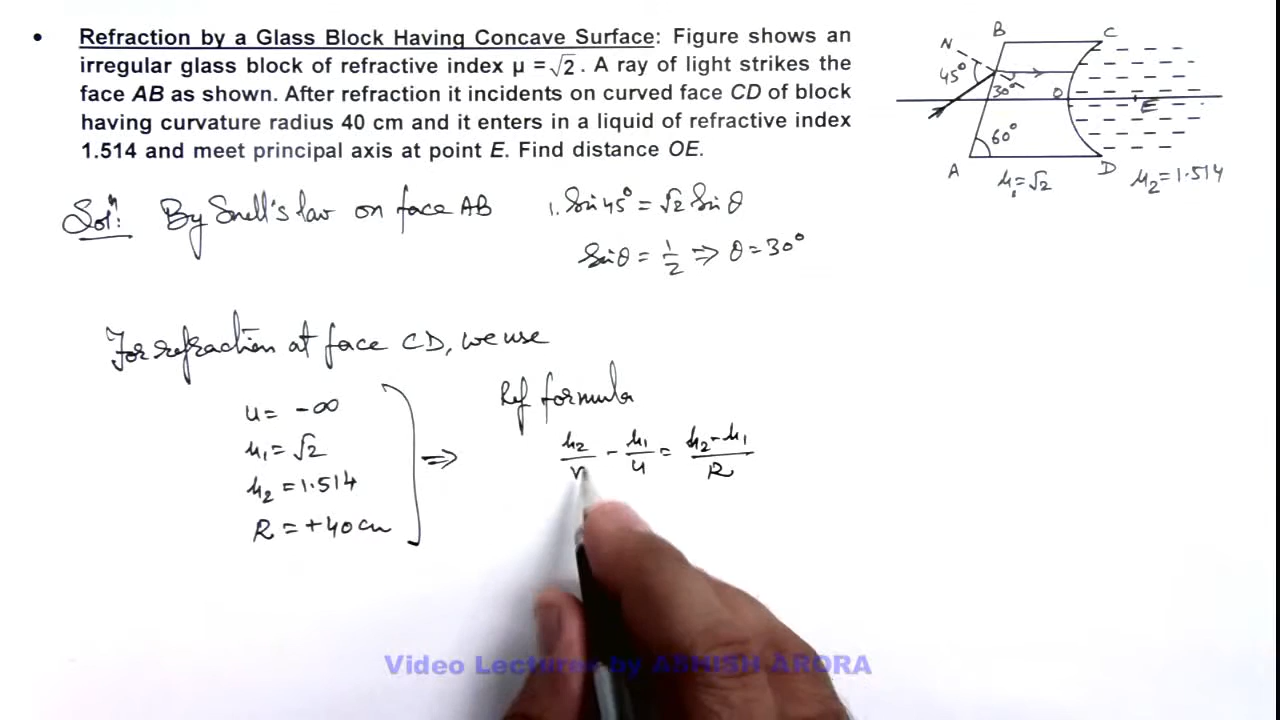 • Refraction by a Glass Block Having Concave Surface: Figure shows an
irregular glass block of refractive index μ = √2 . A ray of light strikes the
face AB as shown. After refraction it incidents on curved face CD of block
having curvature radius 40 cm and it enters in a liquid of refractive index
1.514 and meet principal axis at point E. Find distance OE.
B
C
N
45°
30°
O
E
60°
A
D
μ₁=√2
μ₂=1.514
Solⁿ: By Snell's law on face AB 1. Sin 45° = √2 Sin θ
Sin θ = 1/2 ⇒ θ = 30°
For refraction at face CD, we use
Ref formula
u = -∞
μ₁ = √2
μ₂ = 1.514
R = +40 cm
⇒ μ₂/v - μ₁/u = μ₂-μ₁/R
Video Lectures by ASHISH ARORA